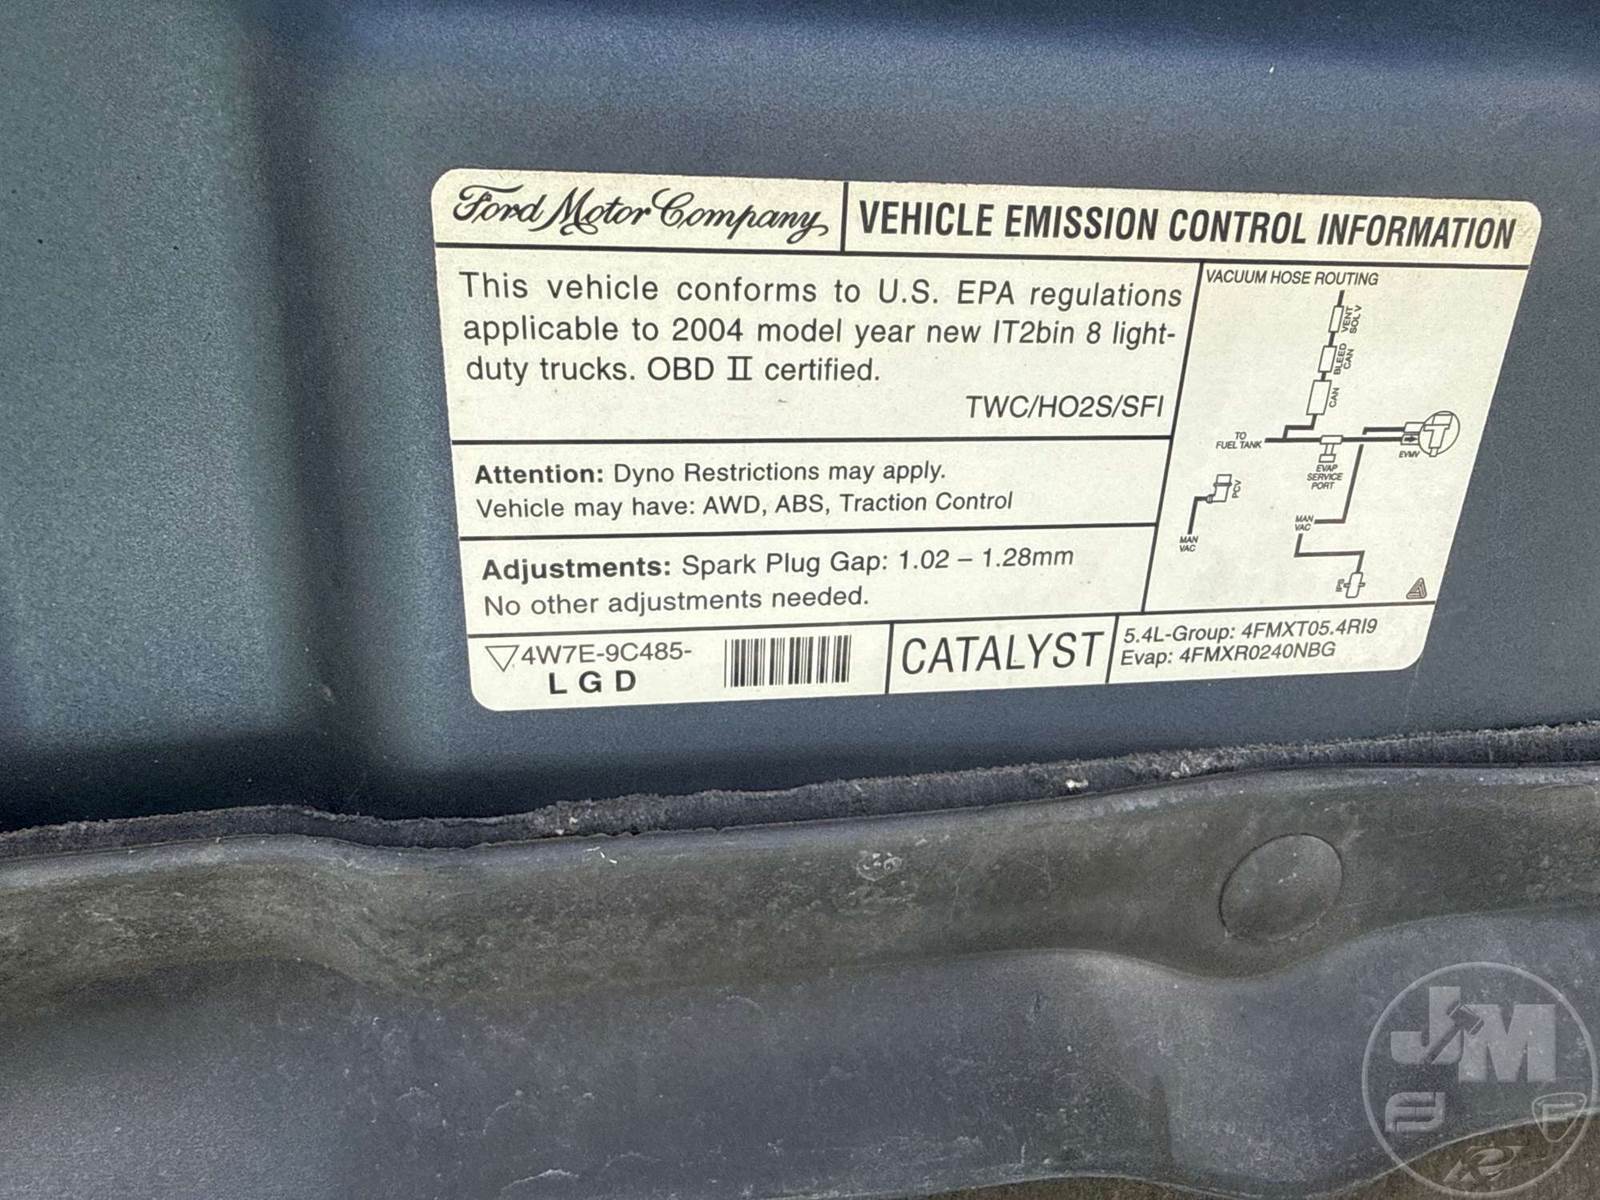 Ford Motor Company
VEHICLE EMISSION CONTROL INFORMATION
This vehicle conforms to U.S. EPA regulations
applicable to 2004 model year new IT2bin 8 light-
duty trucks. OBD II certified.
TWC/HO2S/SFI
Attention: Dyno Restrictions may apply.
Vehicle may have: AWD, ABS, Traction Control
Adjustments: Spark Plug Gap: 1.02 – 1.28mm
No other adjustments needed.
4W7E-9C485-
LGD
CATALYST
5.4L-Group: 4FMXT05.4RI9
Evap: 4FMXR0240NBG
VACUUM HOSE ROUTING
VENT
SOLV
BLEED
CAN
CAN
TO
FUEL TANK
EVAP
SERVICE
PORT
EVMV
PCV
MAN
VAC
MAN
VAC
JM